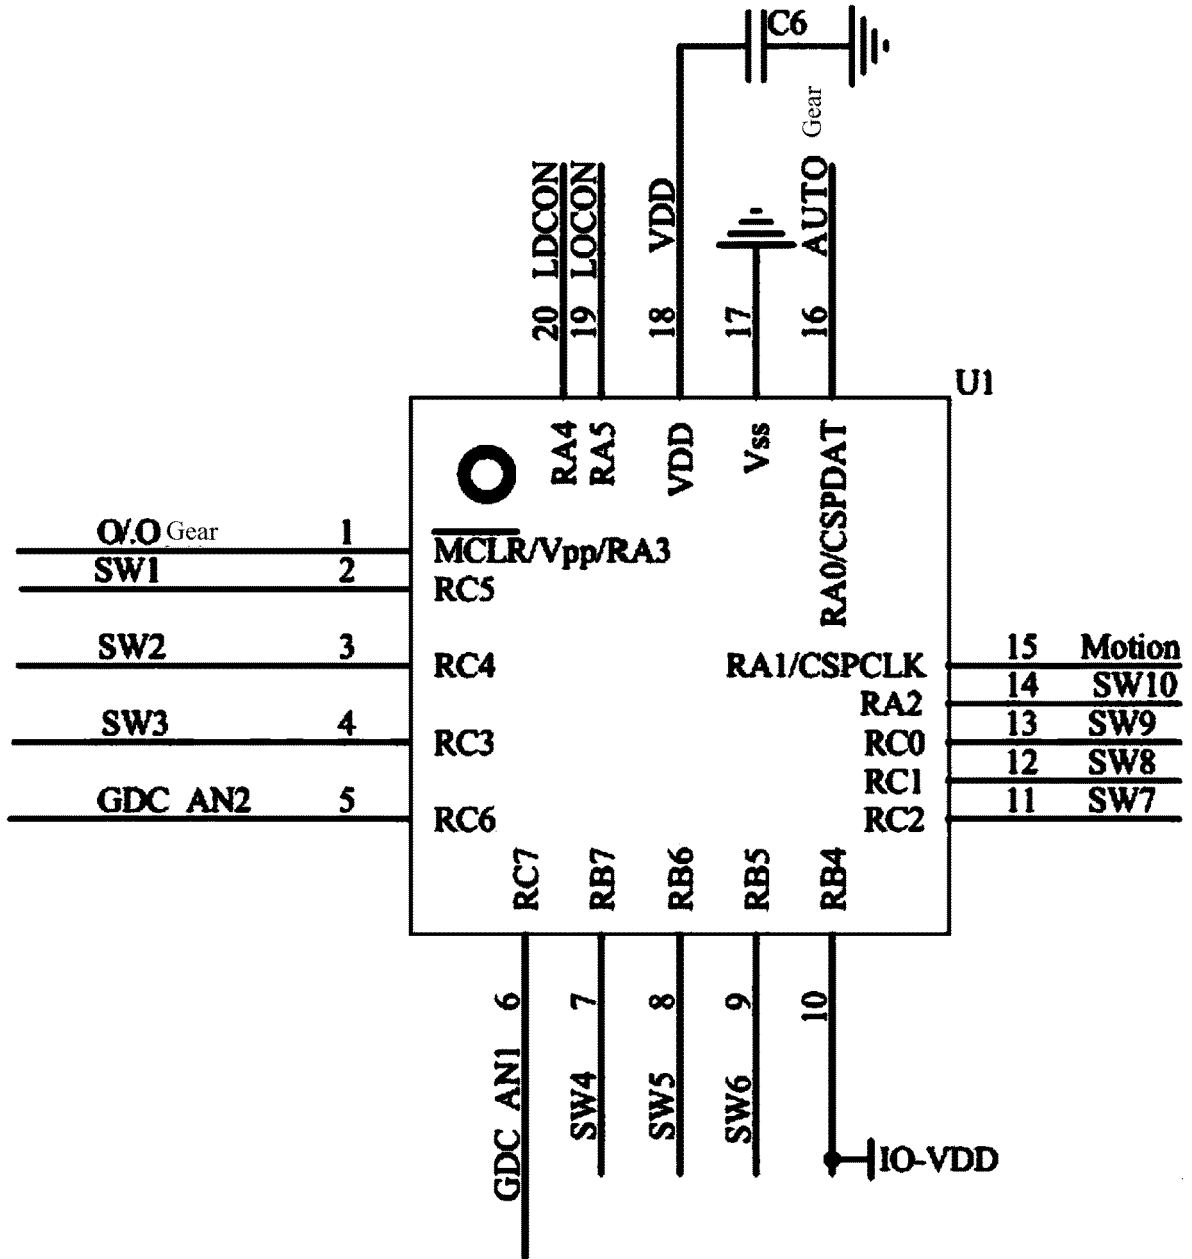 C6
Gear
LDCON
LOCON
VDD
AUTO
20
19
18
17
16
U1
RA4
RA5
VDD
Vss
RA0/CSPDAT
O/.O Gear
1
MCLR/Vpp/RA3
SW1
2
RC5
SW2
3
RC4
RA1/CSPCLK
15
Motion
RA2
14
SW10
SW3
4
RC3
RC0
13
SW9
RC1
12
SW8
GDC AN2
5
RC6
RC2
11
SW7
RC7
RB7
RB6
RB5
RB4
6
7
8
9
10
GDC AN1
SW4
SW5
SW6
IO-VDD